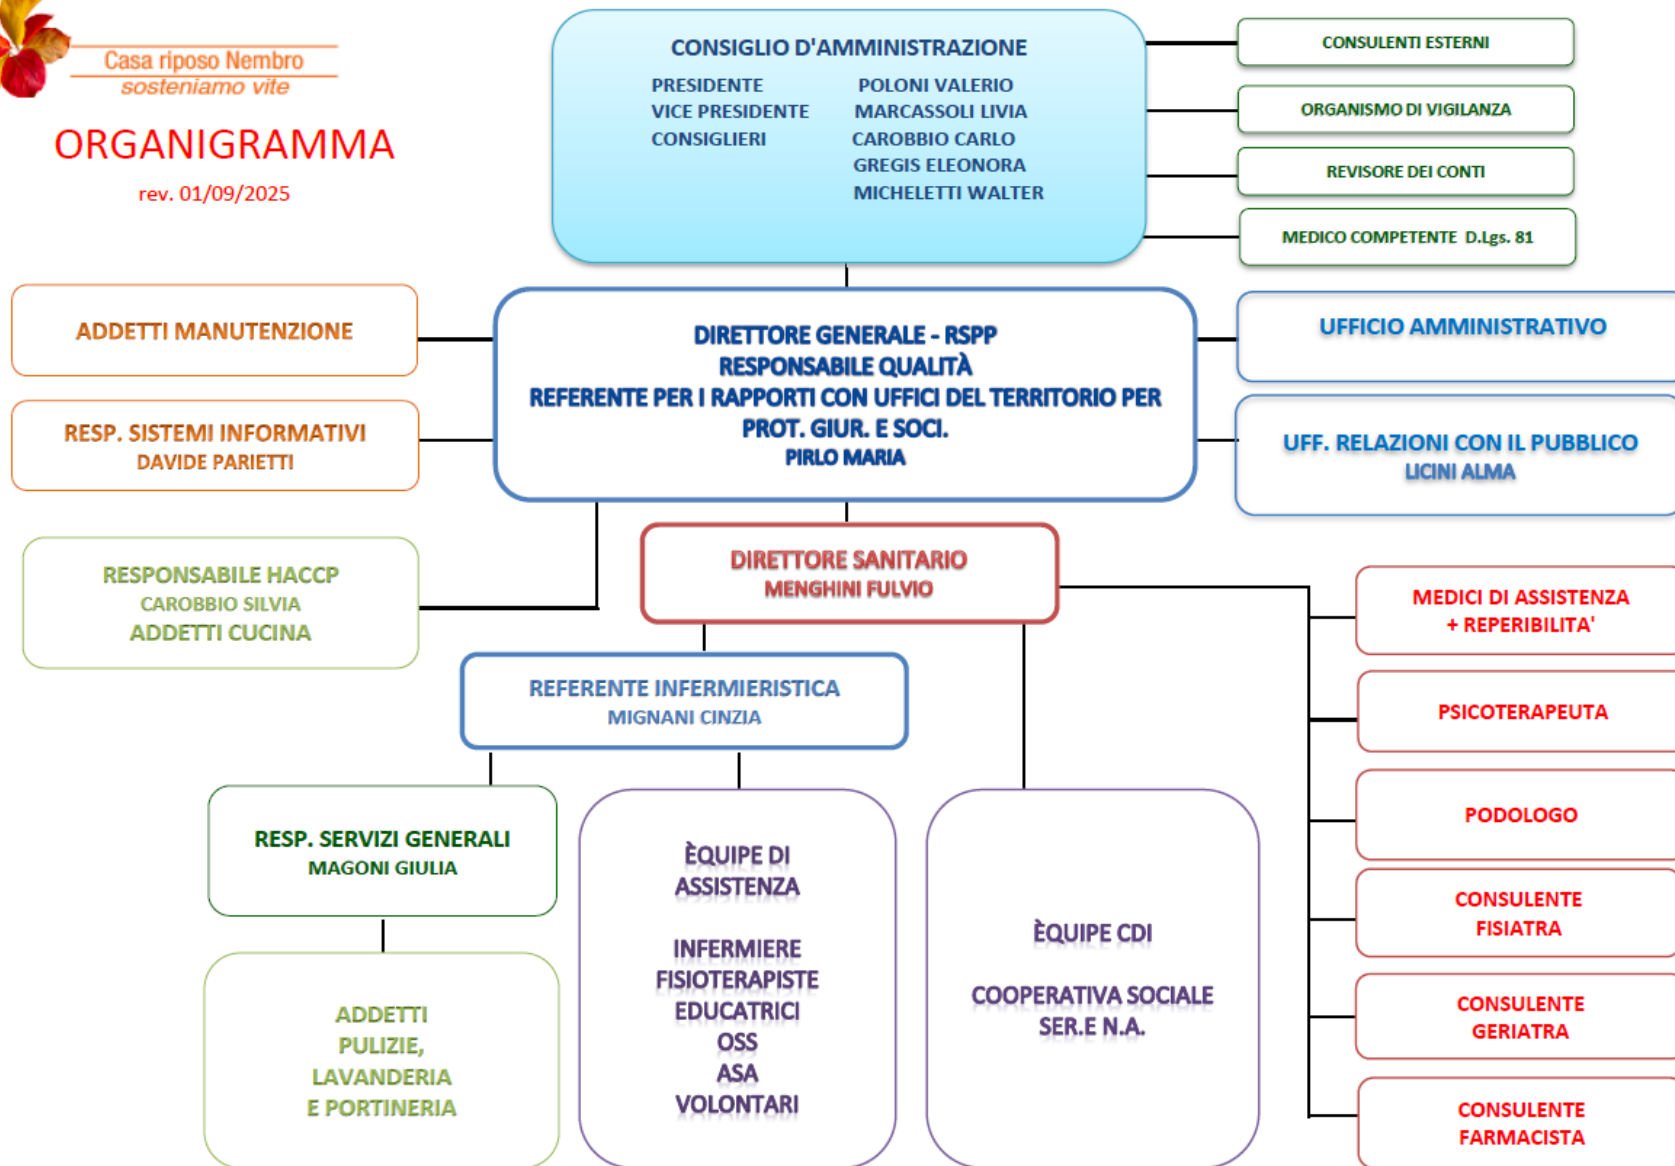 Casa riposo Nembro
sosteniamo vite
ORGANIGRAMMA
rev. 01/09/2025
CONSIGLIO D'AMMINISTRAZIONE
PRESIDENTE POLONI VALERIO
VICE PRESIDENTE MARCASSOLI LIVIA
CONSIGLIERI CAROBBIO CARLO
GREGIS ELEONORA
MICHELETTI WALTER
CONSULENTI ESTERNI
ORGANISMO DI VIGILANZA
REVISORE DEI CONTI
MEDICO COMPETENTE D.Lgs. 81
ADDETTI MANUTENZIONE
RESP. SISTEMI INFORMATIVI
DAVIDE PARIETTI
DIRETTORE GENERALE - RSPP
RESPONSABILE QUALITÀ
REFERENTE PER I RAPPORTI CON UFFICI DEL TERRITORIO PER
PROT. GIUR. E SOCI.
PIRLO MARIA
UFFICIO AMMINISTRATIVO
UFF. RELAZIONI CON IL PUBBLICO
LICINI ALMA
RESPONSABILE HACCP
CAROBBIO SILVIA
ADDETTI CUCINA
DIRETTORE SANITARIO
MENGHINI FULVIO
REFERENTE INFERMIERISTICA
MIGNANI CINZIA
RESP. SERVIZI GENERALI
MAGONI GIULIA
ADDETTI
PULIZIE,
LAVANDERIA
E PORTINERIA
ÈQUIPE DI
ASSISTENZA
INFERMIERE
FISIOTERAPISTE
EDUCATRICI
OSS
ASA
VOLONTARI
ÈQUIPE CDI
COOPERATIVA SOCIALE
SER.E N.A.
MEDICI DI ASSISTENZA
+ REPERIBILITA'
PSICOTERAPEUTA
PODOLOGO
CONSULENTE
FISIATRA
CONSULENTE
GERIATRA
CONSULENTE
FARMACISTA